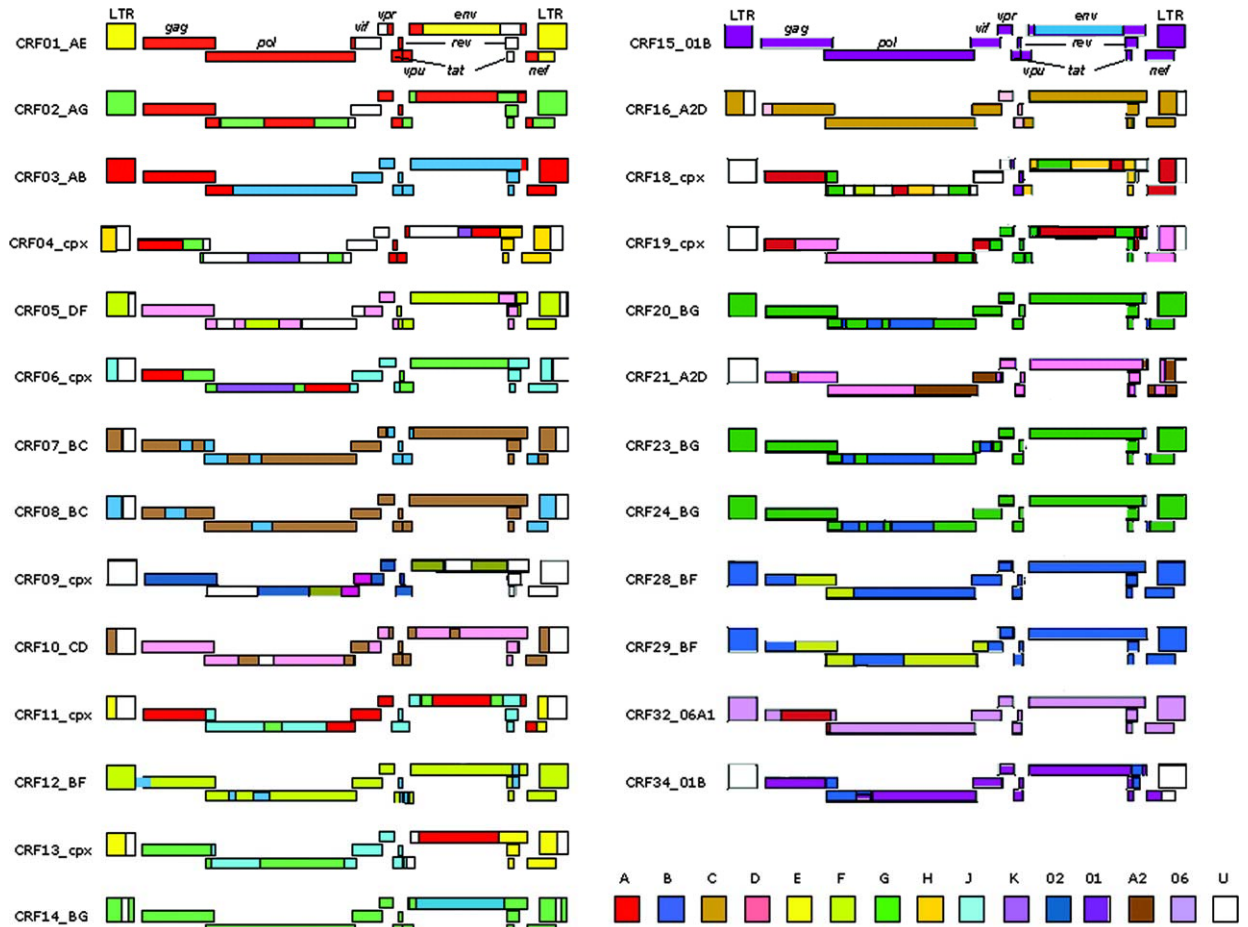 LTR gag pol vif vpr vpu rev tat env nef LTR
CRF01_AE
CRF02_AG
CRF03_AB
CRF04_cpx
CRF05_DF
CRF06_cpx
CRF07_BC
CRF08_BC
CRF09_cpx
CRF10_CD
CRF11_cpx
CRF12_BF
CRF13_cpx
CRF14_BG
LTR gag pol vif vpr vpu rev tat env nef LTR
CRF15_01B
CRF16_A2D
CRF18_cpx
CRF19_cpx
CRF20_BG
CRF21_A2D
CRF23_BG
CRF24_BG
CRF28_BF
CRF29_BF
CRF32_06A1
CRF34_01B
A B C D E F G H J K 02 01 A2 06 U